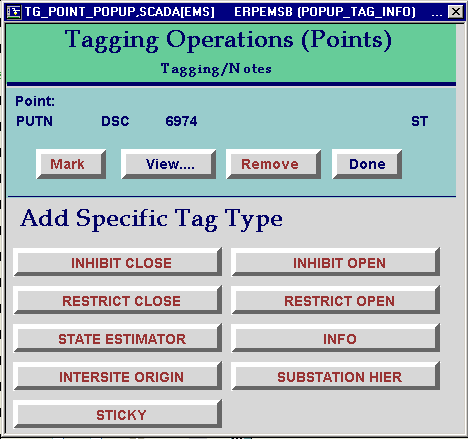 TG_POINT_POPUP,SCADA[EMS] ERPEMSB (POPUP_TAG_INFO) ...
Tagging Operations (Points)
Tagging/Notes
Point:
PUTN DSC 6974 ST
Mark View.... Remove Done
Add Specific Tag Type
INHIBIT CLOSE INHIBIT OPEN
RESTRICT CLOSE RESTRICT OPEN
STATE ESTIMATOR INFO
INTERSITE ORIGIN SUBSTATION HIER
STICKY